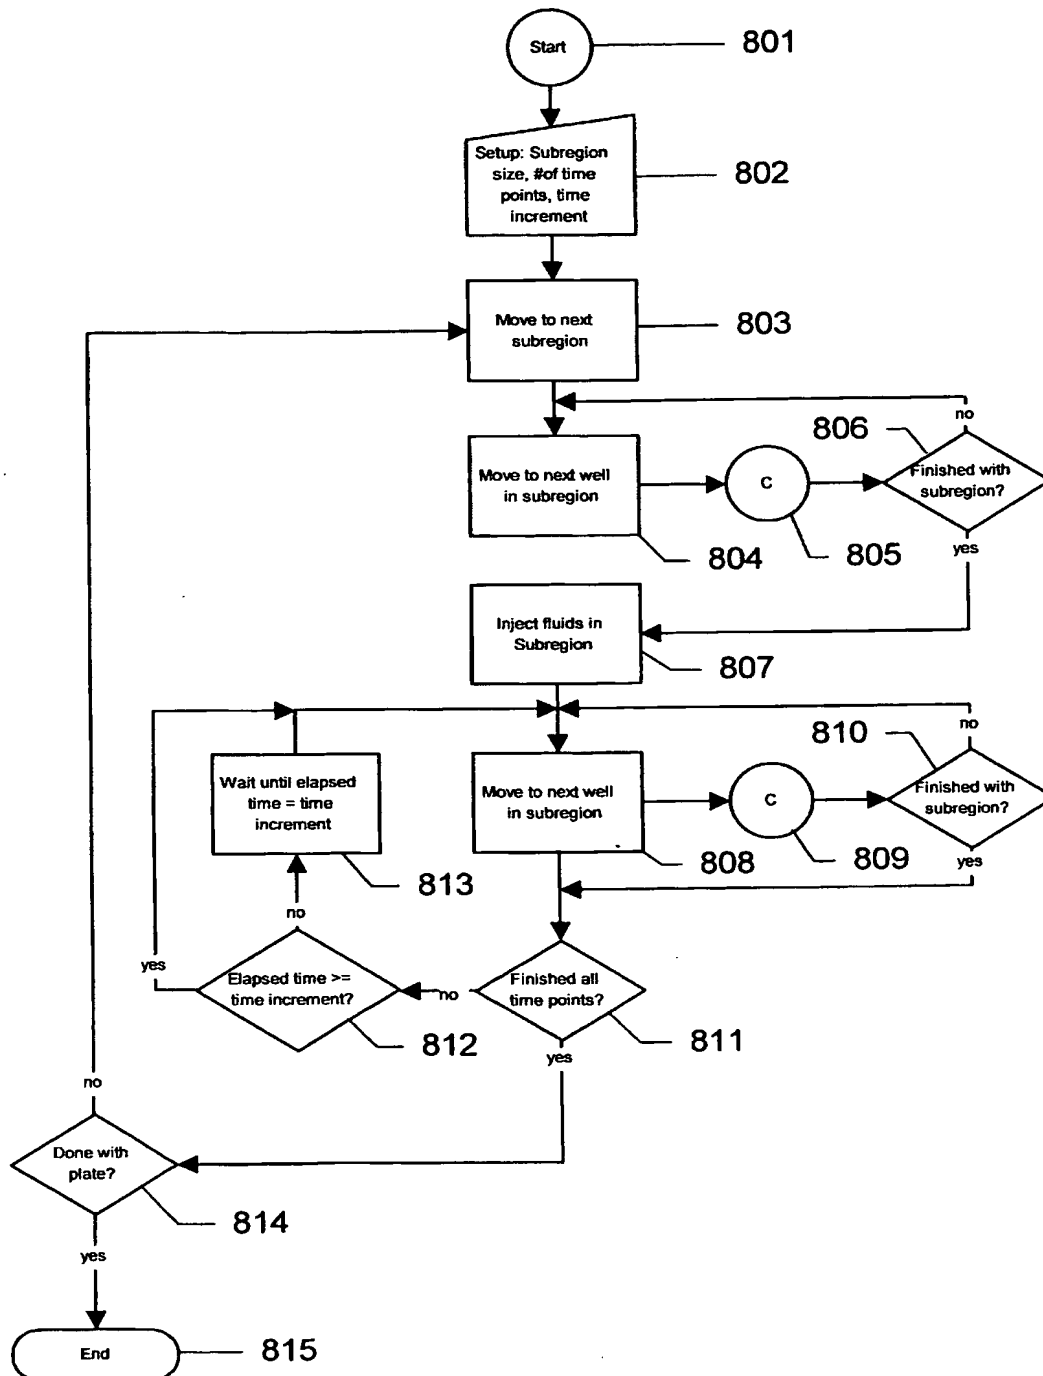 Start
801
Setup: Subregion
size, #of time
points, time
increment
802
Move to next
subregion
803
no
806
Finished with
subregion?
Move to next well
in subregion
C
804
805
yes
Inject fluids in
Subregion
807
no
810
Finished with
subregion?
Wait until elapsed
time = time
increment
Move to next well
in subregion
C
813
808
809
yes
no
yes
Elapsed time >=
time increment?
no
Finished all
time points?
812
811
yes
no
Done with
plate?
814
yes
End
815